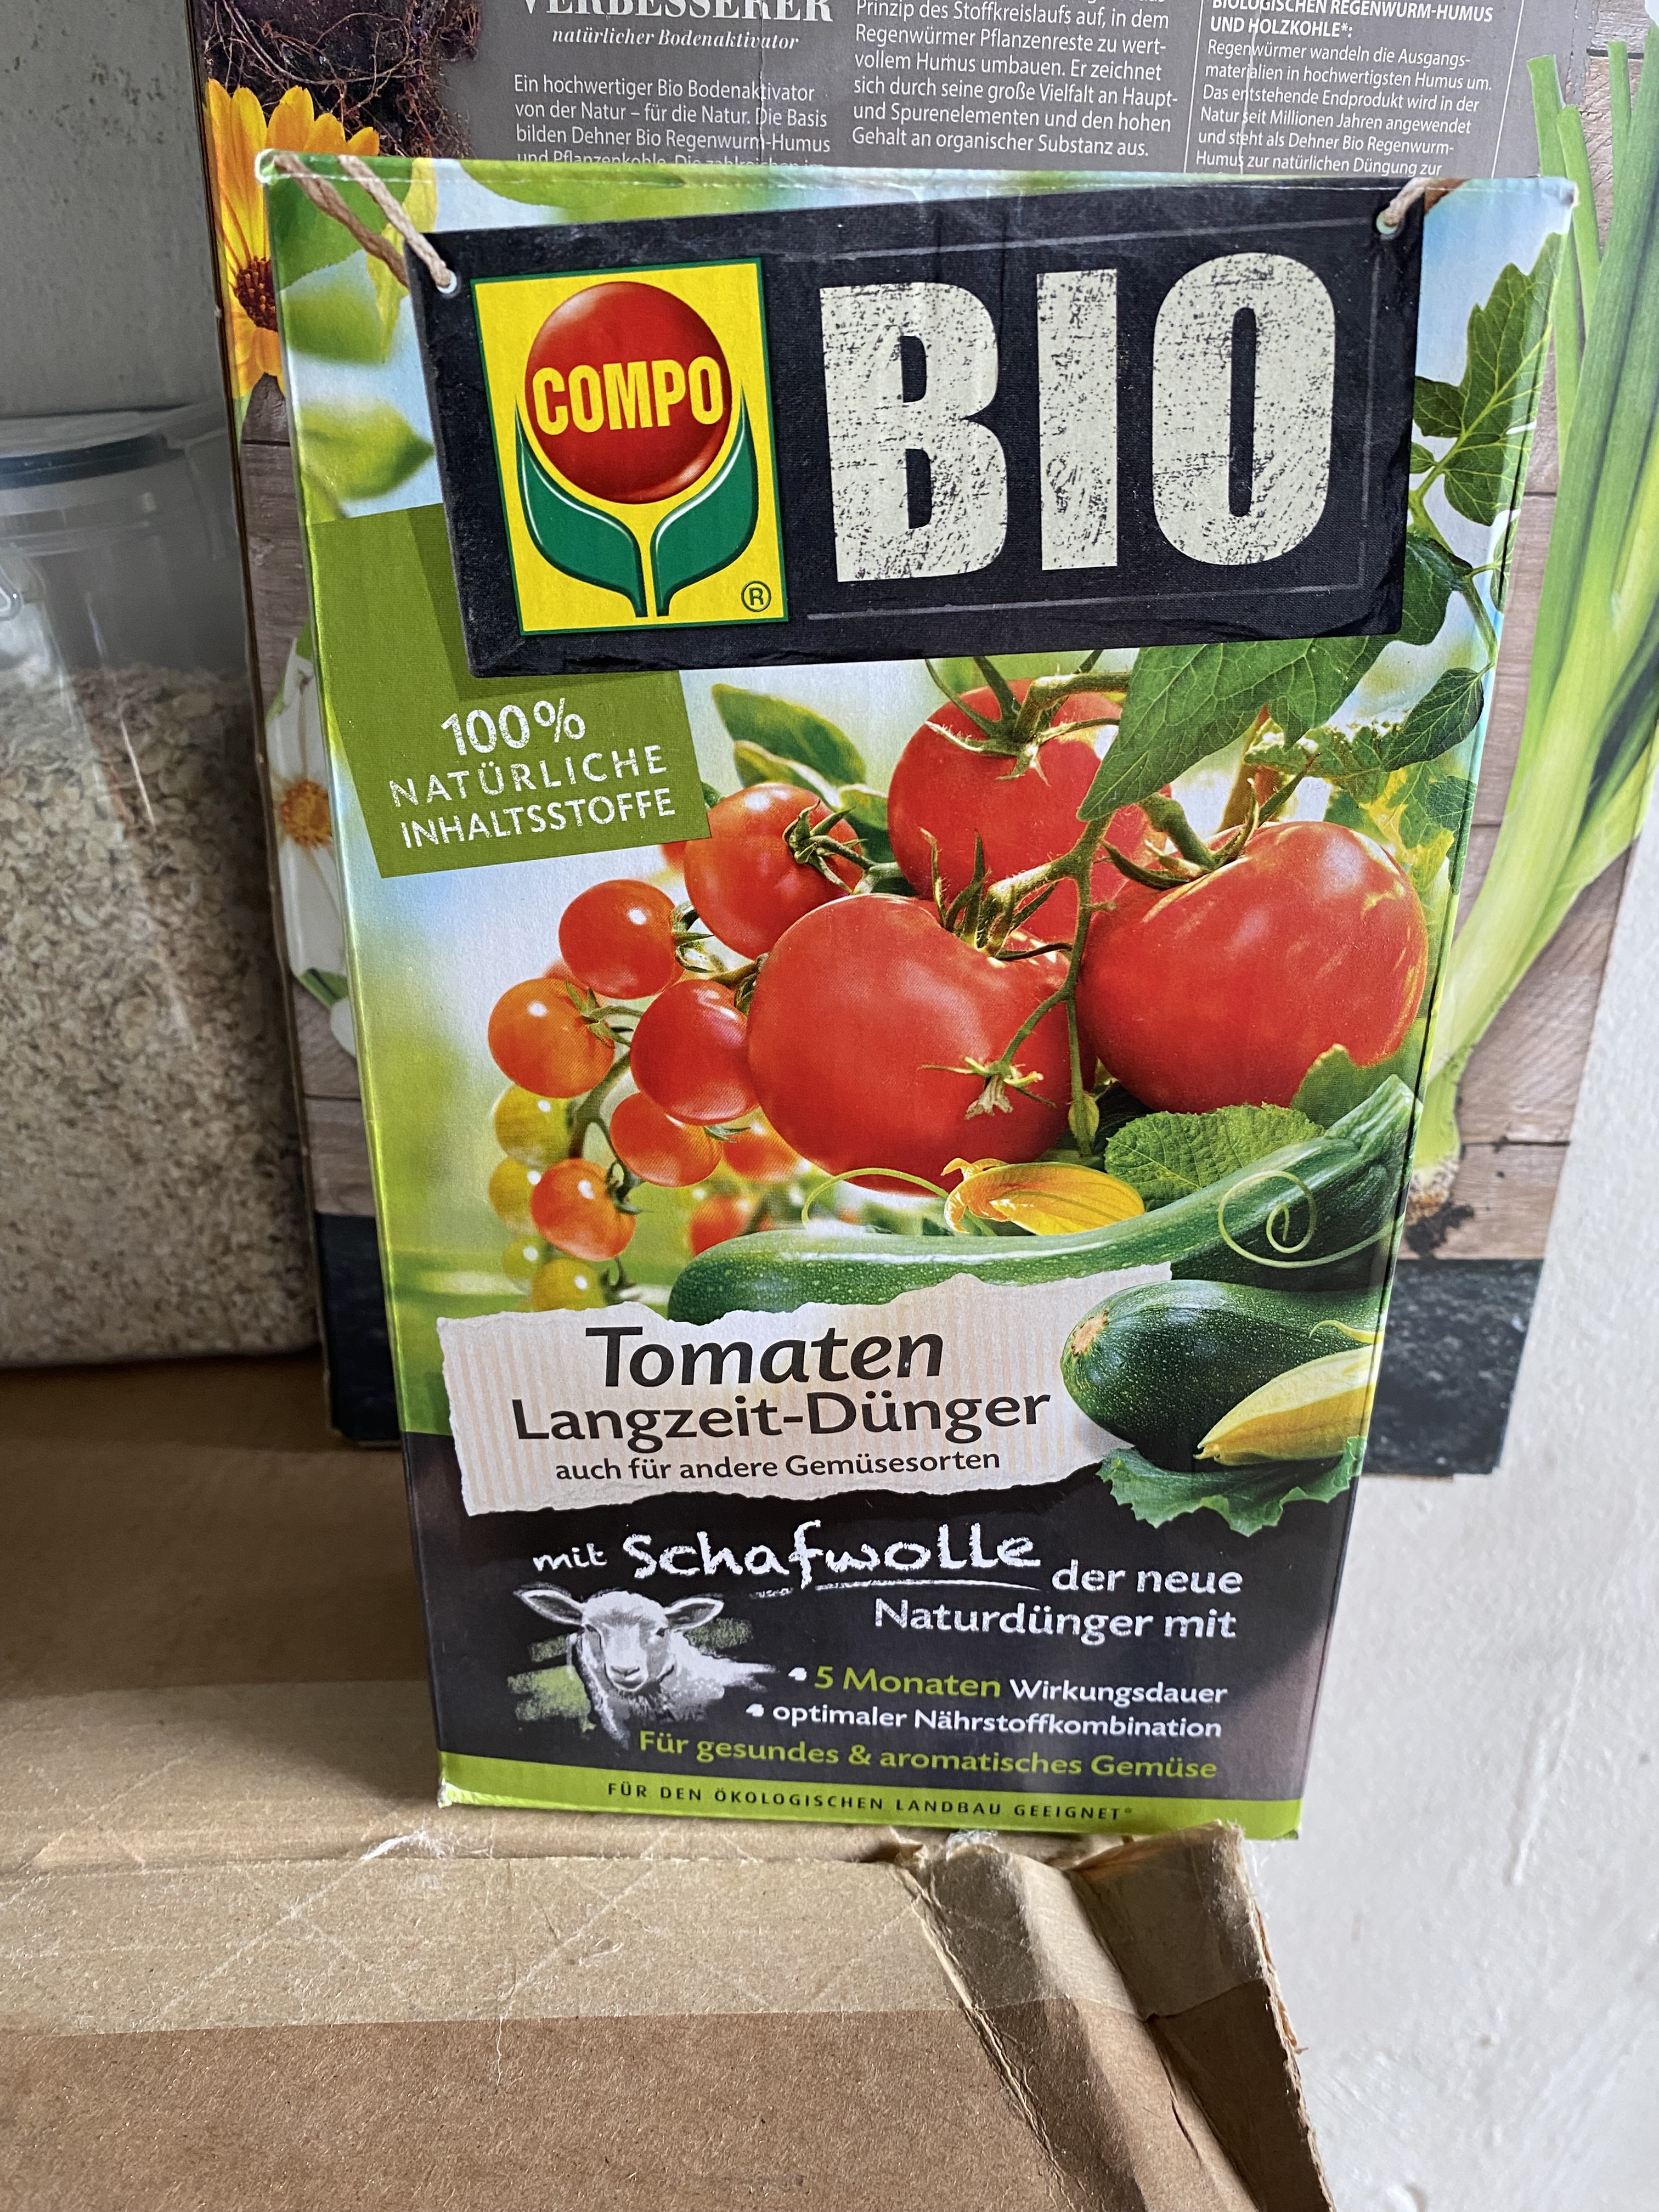 VERBESSERER
natürlicher Bodenaktivator
Ein hochwertiger Bio Bodenaktivator
von der Natur – für die Natur. Die Basis
bilden Dehner Bio Regenwurm-Humus
und Pflanzenkohle. Die zahlreichen im
Prinzip des Stoffkreislaufs auf, in dem
Regenwürmer Pflanzenreste zu wert-
vollem Humus umbauen. Er zeichnet
sich durch seine große Vielfalt an Haupt-
und Spurenelementen und den hohen
Gehalt an organischer Substanz aus.
BIOLOGISCHEN REGENWURM-HUMUS
UND HOLZKOHLE*:
Regenwürmer wandeln die Ausgangs-
materialien in hochwertigsten Humus um.
Das entstehende Endprodukt wird in der
Natur seit Millionen Jahren angewendet
und steht als Dehner Bio Regenwurm-
Humus zur natürlichen Düngung zur
COMPO
®
BIO
100%
NATÜRLICHE
INHALTSSTOFFE
Tomaten
Langzeit-Dünger
auch für andere Gemüsesorten
mit Schafwolle der neue
Naturdünger mit
5 Monaten Wirkungsdauer
optimaler Nährstoffkombination
Für gesundes & aromatisches Gemüse
FÜR DEN ÖKOLOGISCHEN LANDBAU GEEIGNET*